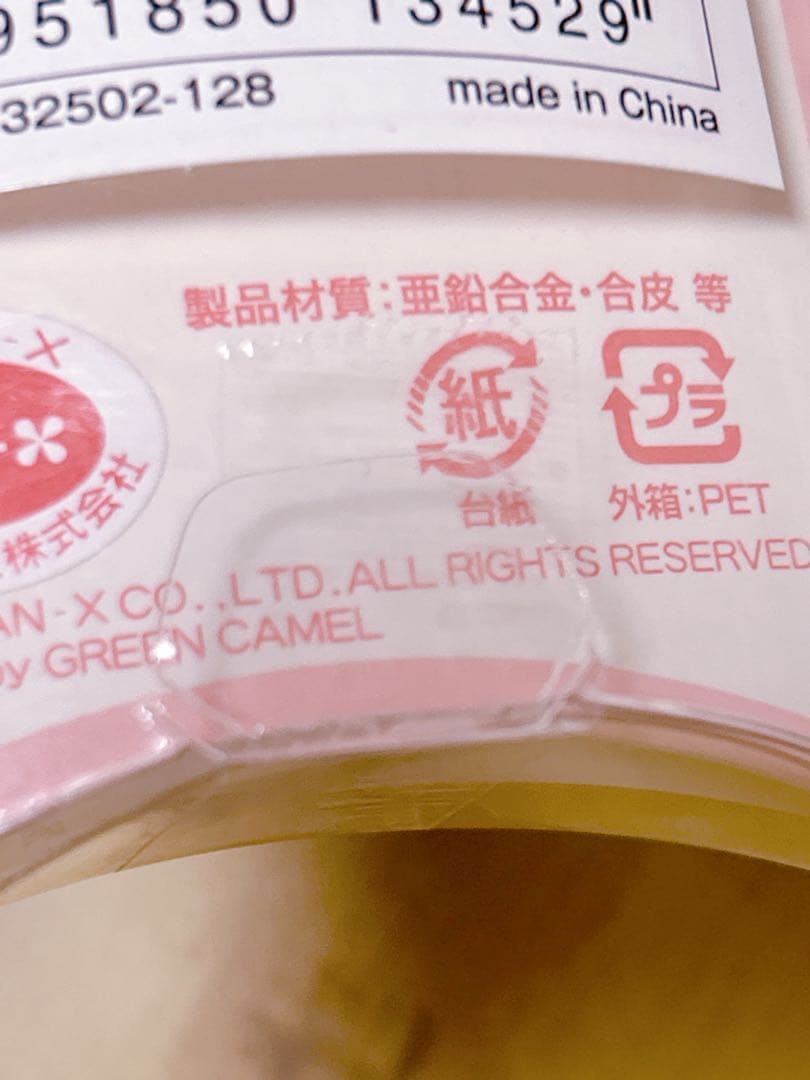 951850 134529"
32502-128
made in China
製品材質:亜鉛合金・合皮 等
紙
プラ
台紙
外箱:PET
株式会社
AN-X CO.,LTD.ALL RIGHTS RESERVED
by GREEN CAMEL